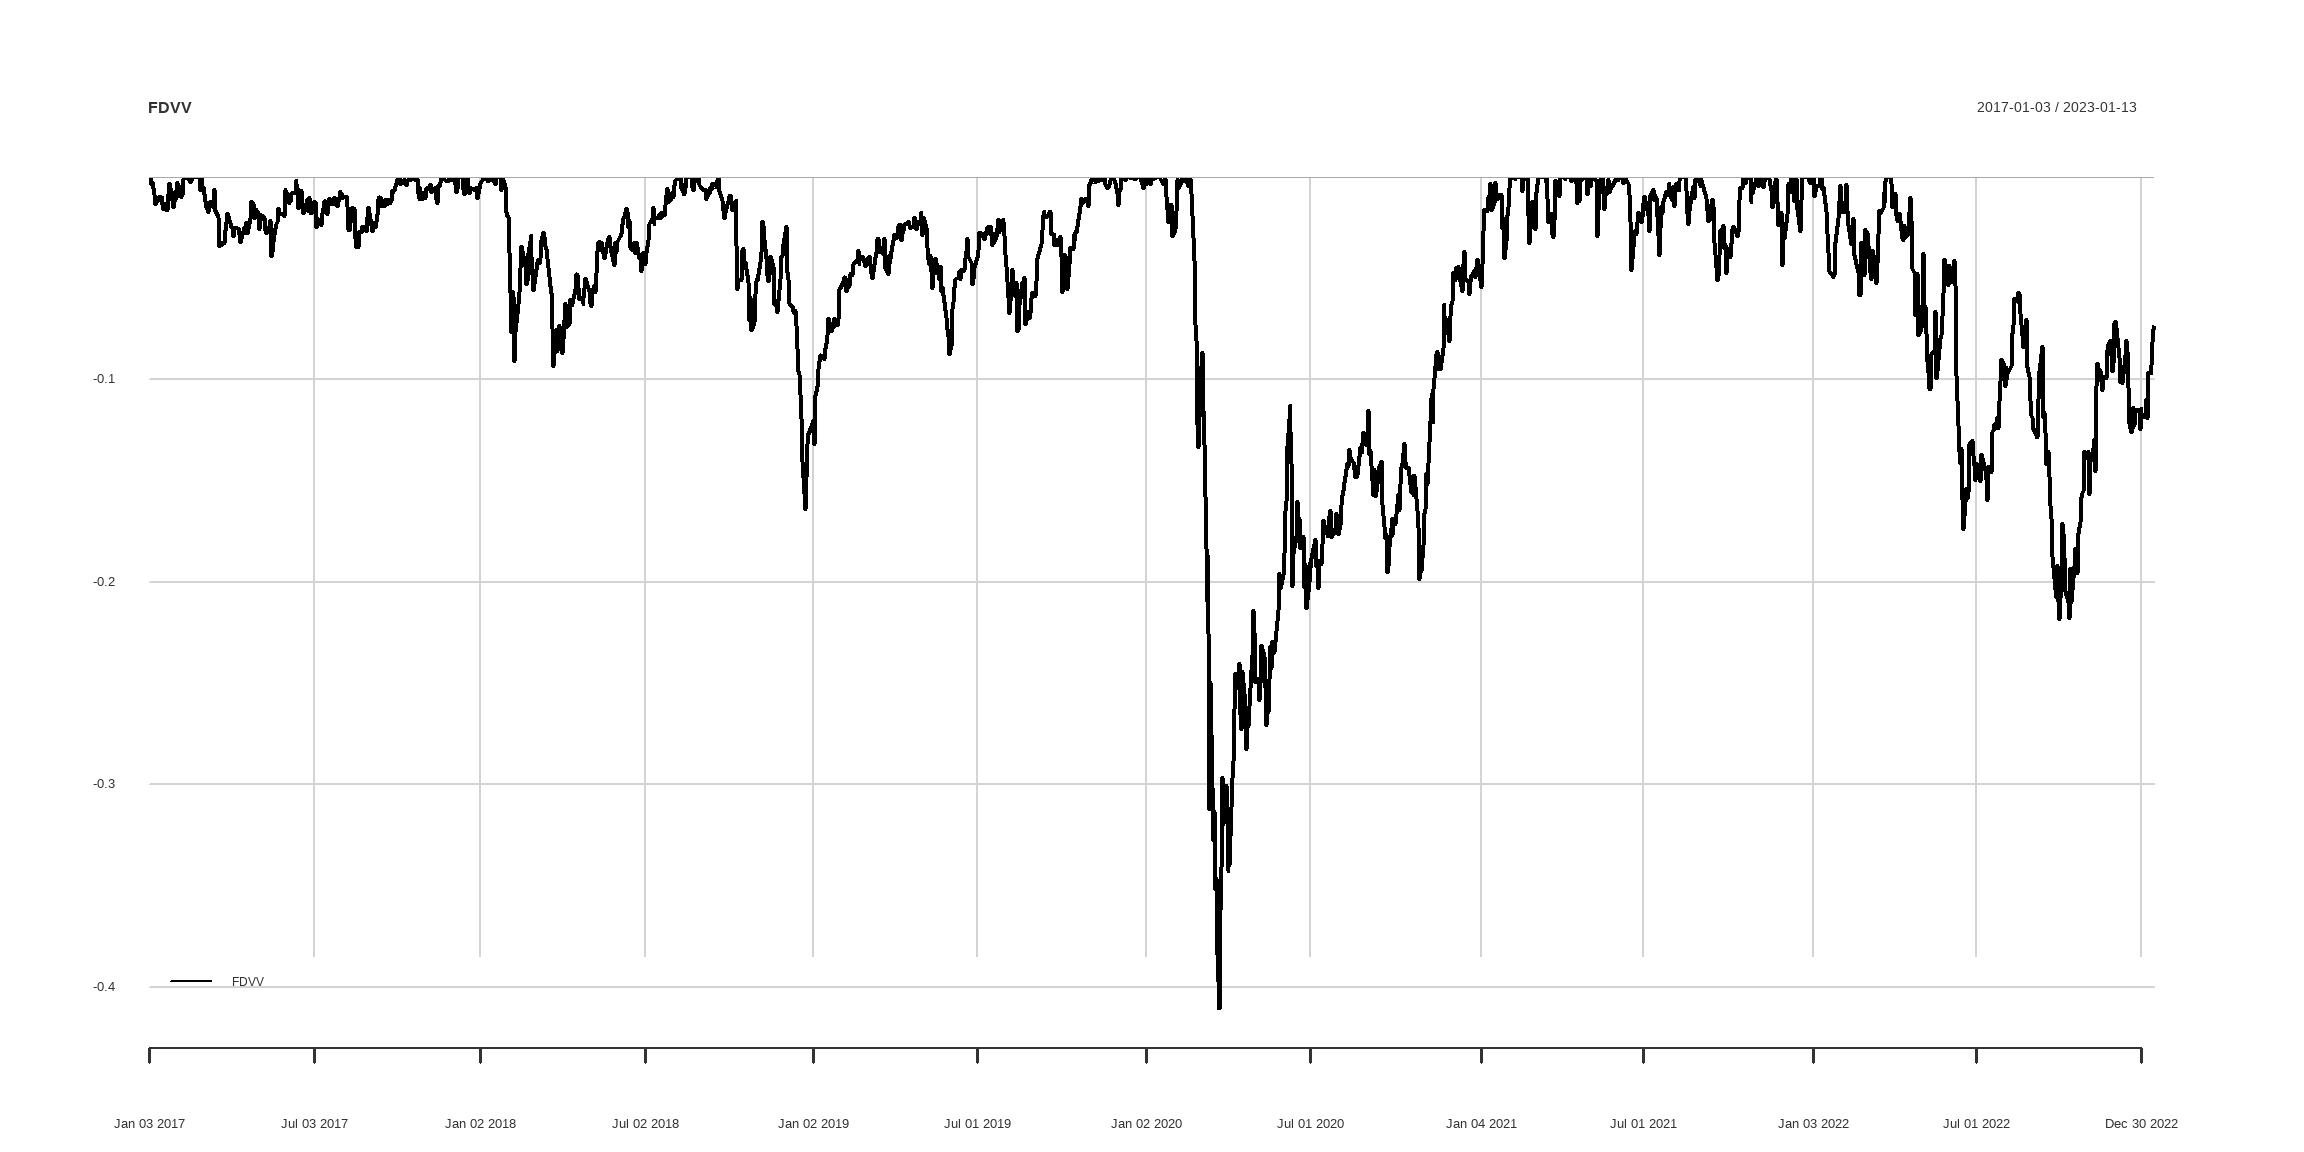 FDVV
2017-01-03 / 2023-01-13
-0.1
-0.2
-0.3
-0.4
FDVV
Jan 03 2017
Jul 03 2017
Jan 02 2018
Jul 02 2018
Jan 02 2019
Jul 01 2019
Jan 02 2020
Jul 01 2020
Jan 04 2021
Jul 01 2021
Jan 03 2022
Jul 01 2022
Dec 30 2022